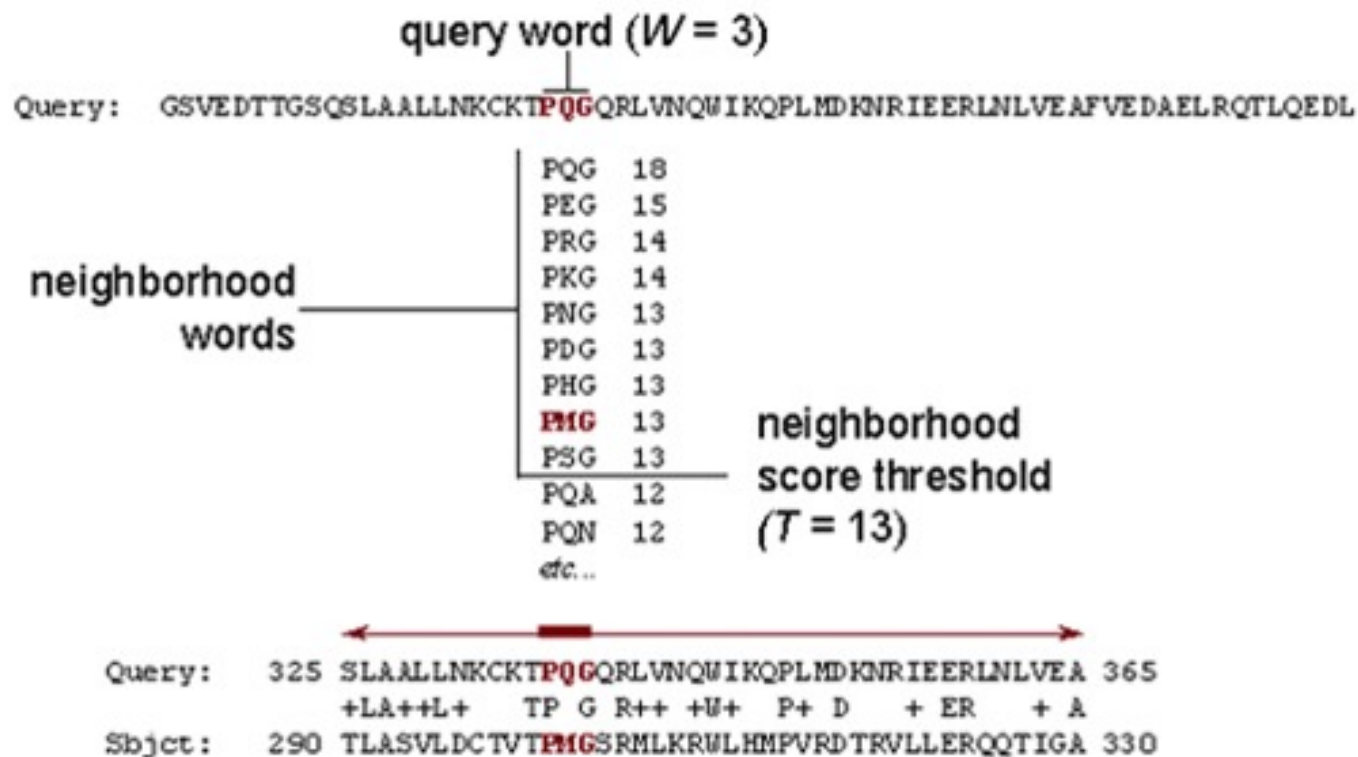 query word (W = 3)
Query: GSVEDTTGSQSLAALLNKCKTPQGQRLVNQWIKQPLMDKNRIEERLNLVEAFVEDAELRQTLQEDL
PQG 18
PEG 15
PRG 14
PKG 14
PNG 13
PDG 13
PHG 13
PMG 13
PSG 13
PQA 12
PQN 12
etc...
neighborhood
words
neighborhood
score threshold
(T = 13)
Query: 325 SLAALLNKCKTPQGQRLVNQWIKQPLMDKNRIEERLNLVEA 365
+LA++L+ TP G R++ +W+ P+ D + ER + A
Sbjct: 290 TLASVLDCTVTPMGSRMLKRWLHMPVRDTRVLLERQQTIGA 330